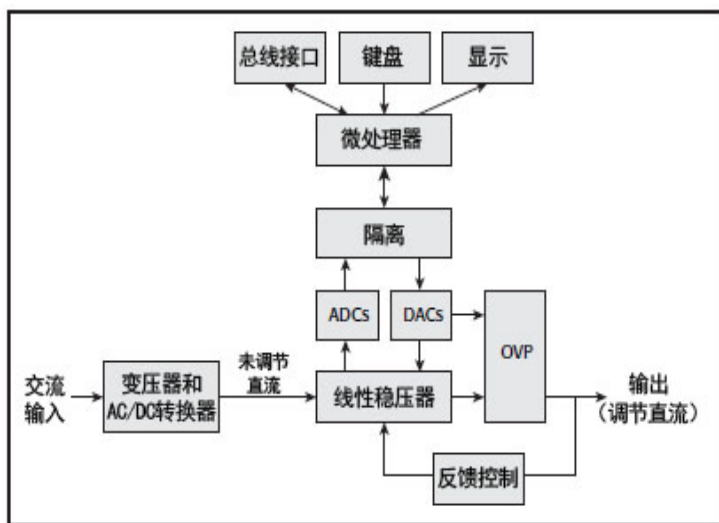 总线接口
键盘
显示
微处理器
隔离
ADCs
DACs
OVP
交流
输入
变压器和
AC/DC转换器
未调节
直流
线性稳压器
输出
（调节直流）
反馈控制